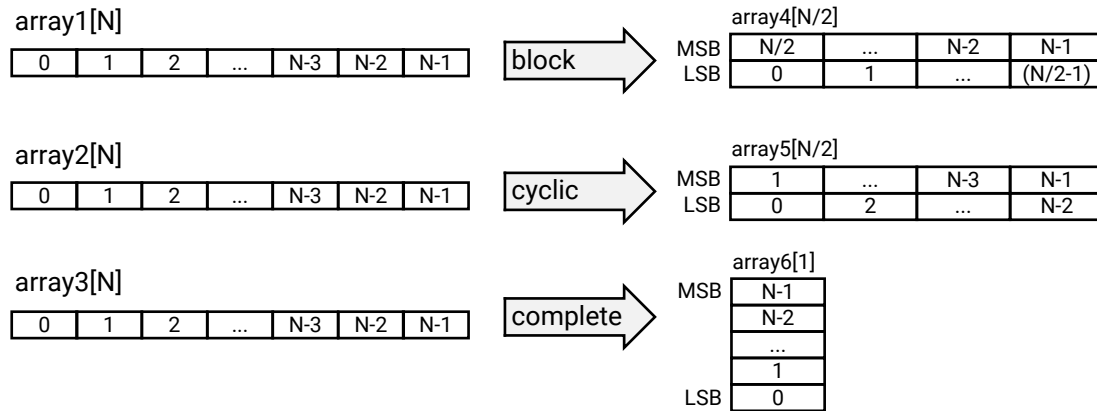 array1[N]
0 1 2 ... N-3 N-2 N-1
block
array4[N/2]
MSB N/2 ... N-2 N-1
LSB 0 1 ... (N/2-1)
array2[N]
0 1 2 ... N-3 N-2 N-1
cyclic
array5[N/2]
MSB 1 ... N-3 N-1
LSB 0 2 ... N-2
array3[N]
0 1 2 ... N-3 N-2 N-1
complete
array6[1]
MSB N-1
N-2
...
1
LSB 0